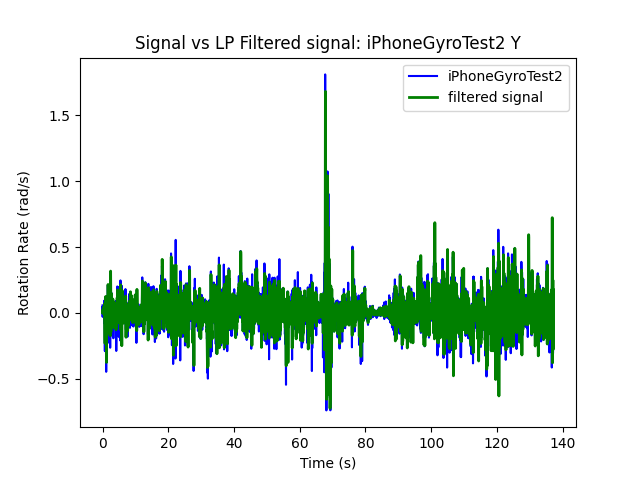 Signal vs LP Filtered signal: iPhoneGyroTest2 Y
iPhoneGyroTest2
filtered signal
Rotation Rate (rad/s)
1.5
1.0
0.5
0.0
−0.5
0 20 40 60 80 100 120 140
Time (s)